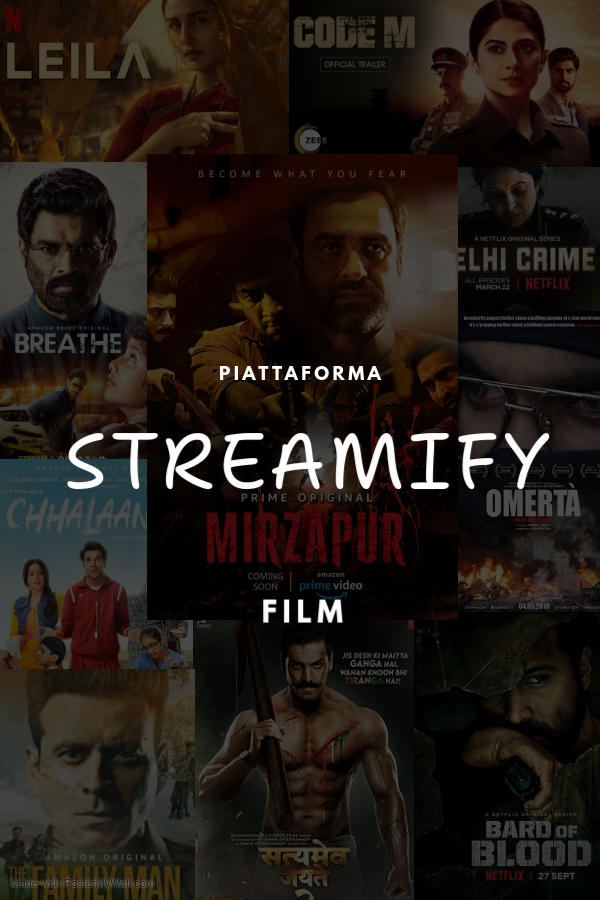 N
LEILA
CODE M
OFFICIAL TRAILER
ZEE5
BECOME WHAT YOU FEAR
A NETFLIX ORIGINAL SERIES
ELHI CRIME
ALL EPISODES
MARCH 22 | NETFLIX
AMAZON PRIME ORIGINAL
BREATHE
PIATTAFORMA
STREAMIFY
PRIME ORIGINAL
MIRZAPUR
COMING
SOON
amazon
prime video
CHHALAAN
OMERTÀ
04.05.2018
FILM
JIS DESH KI MAIYYA
GANGA HAI,
WAHAN KHOON BHI
TIRANGA HAI!
सत्यमेव
जयते
2
A NETFLIX ORIGINAL SERIES
BARD OF
BLOOD
NETFLIX | 27 SEPT
AMAZON ORIGINAL
THE FAMILY MAN
Made with PosterMyWall.com